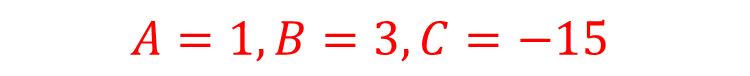 A = 1, B = 3, C = −15